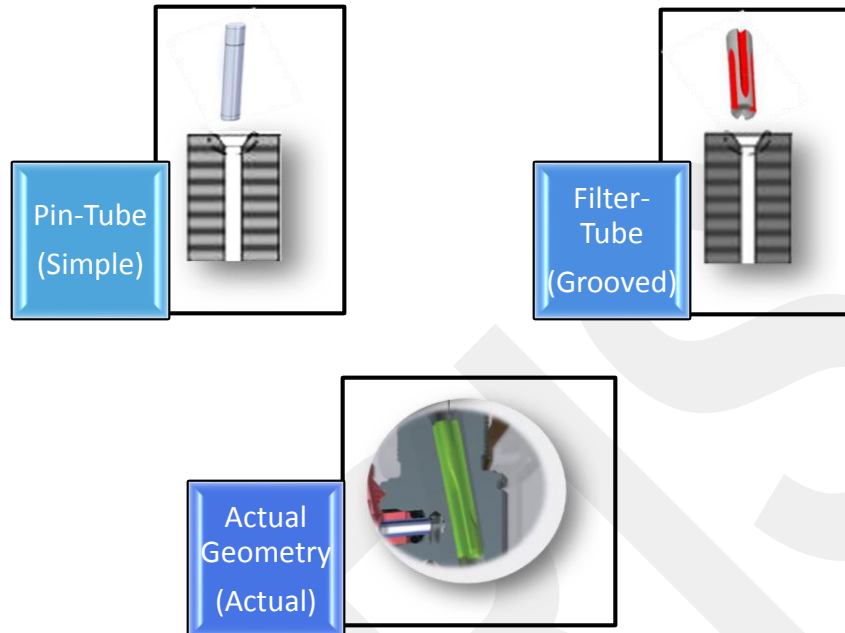 Pin-Tube
(Simple)
Filter-
Tube
(Grooved)
Actual
Geometry
(Actual)